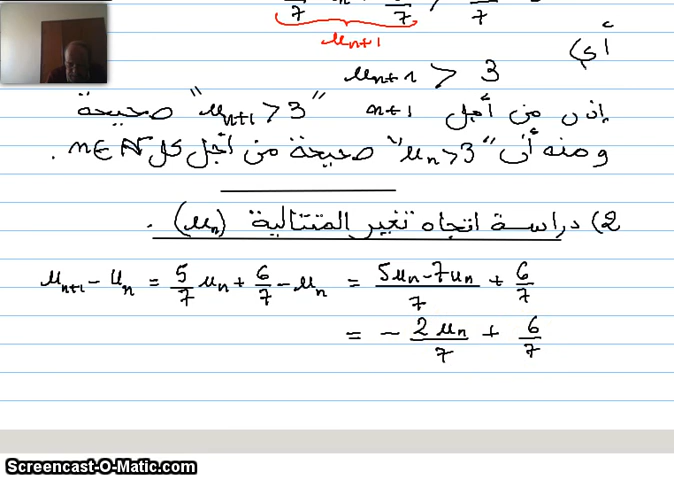 u_{n+1}
أي
u_{n+1} > 3
إذن من أجل n+1 "u_{n+1} > 3" صحيحة
ومنه أن "u_n > 3" صحيحة من أجل كل n∈N.
2) دراسة اتجاه تغير المتتالية (u_n).
u_{n+1} - u_n = 5/7 u_n + 6/7 - u_n = (5u_n - 7u_n)/7 + 6/7
= - 2u_n/7 + 6/7
Screencast-O-Matic.com